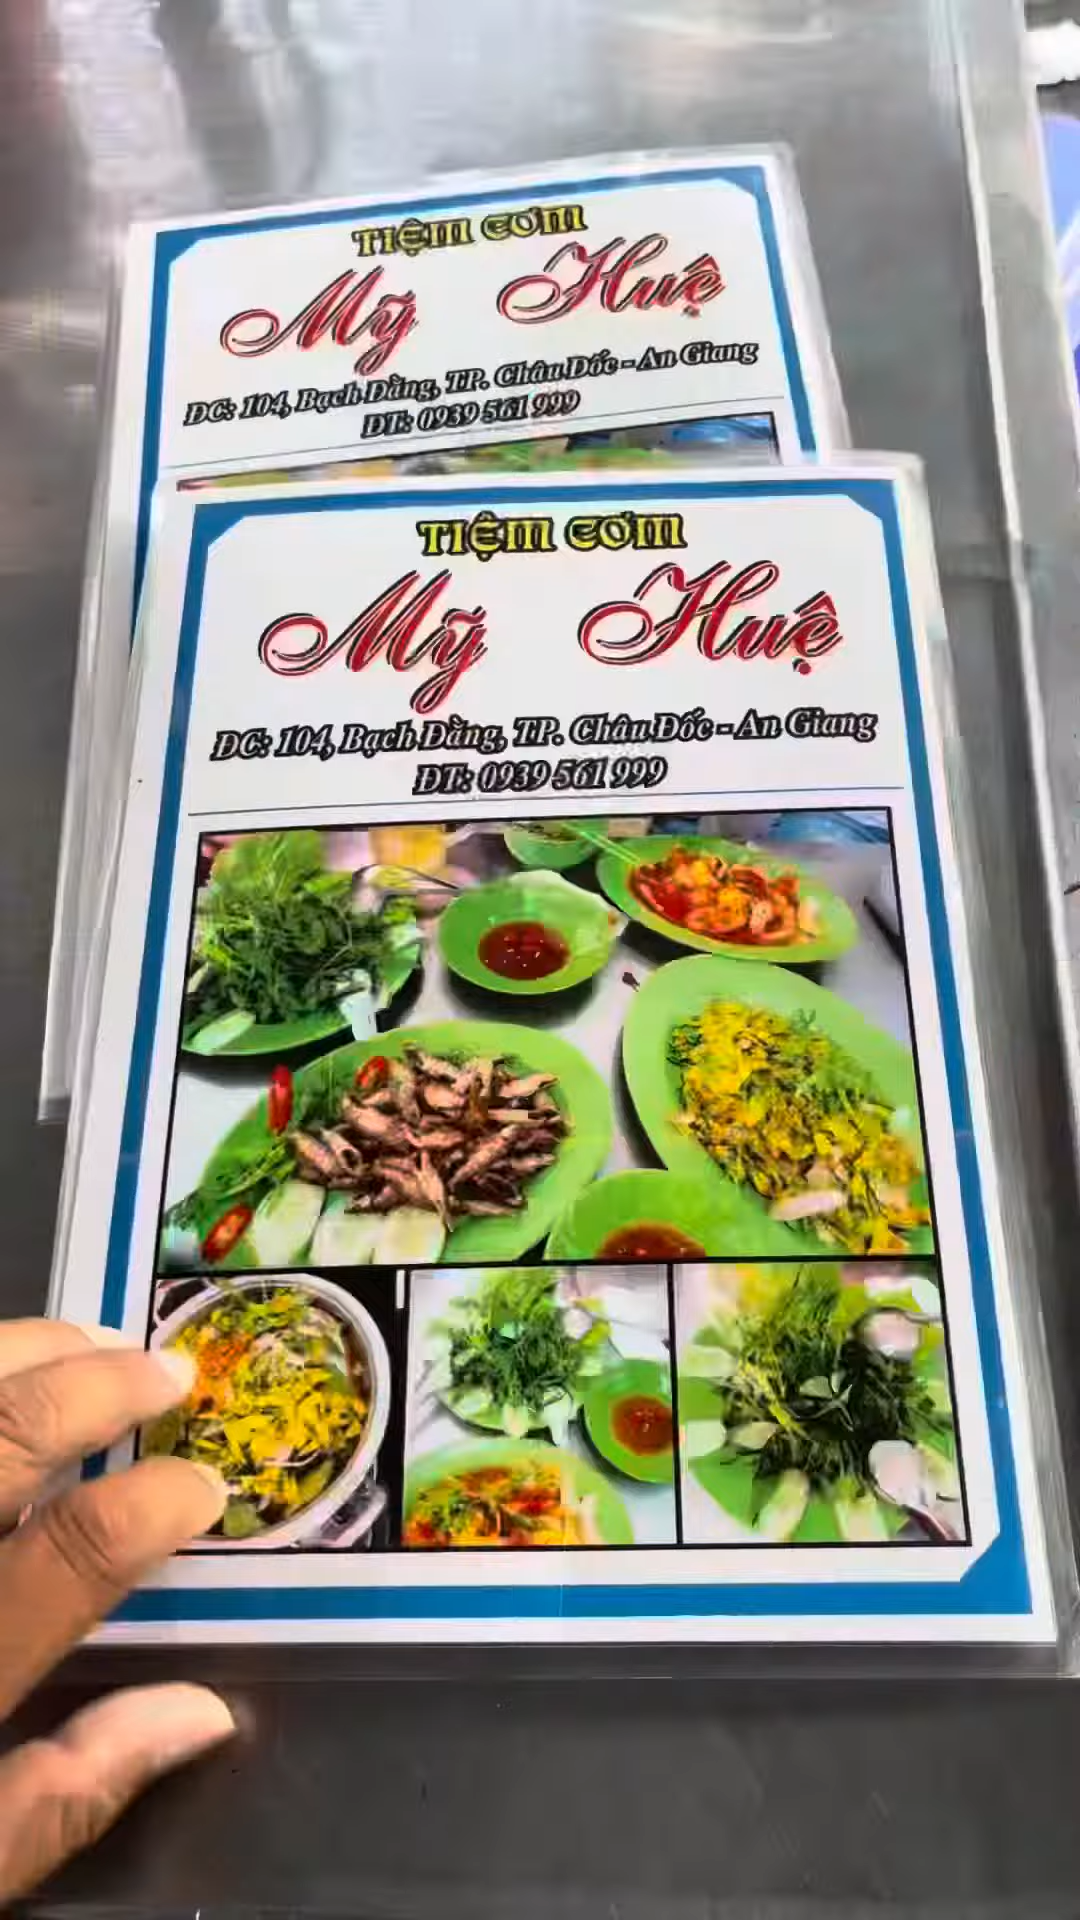 TIỆM CƠM
Mỹ Huệ
ĐC: 104, Bạch Đằng, TP. Châu Đốc - An Giang
ĐT: 0939 561 999
TIỆM CƠM
Mỹ Huệ
ĐC: 104, Bạch Đằng, TP. Châu Đốc - An Giang
ĐT: 0939 561 999